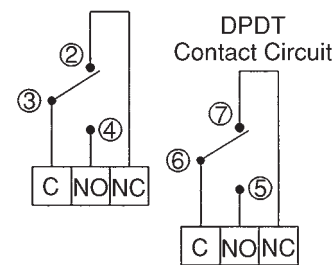 DPDT
Contact Circuit
②
③
④
C NO NC
⑦
⑥
⑤
C NO NC